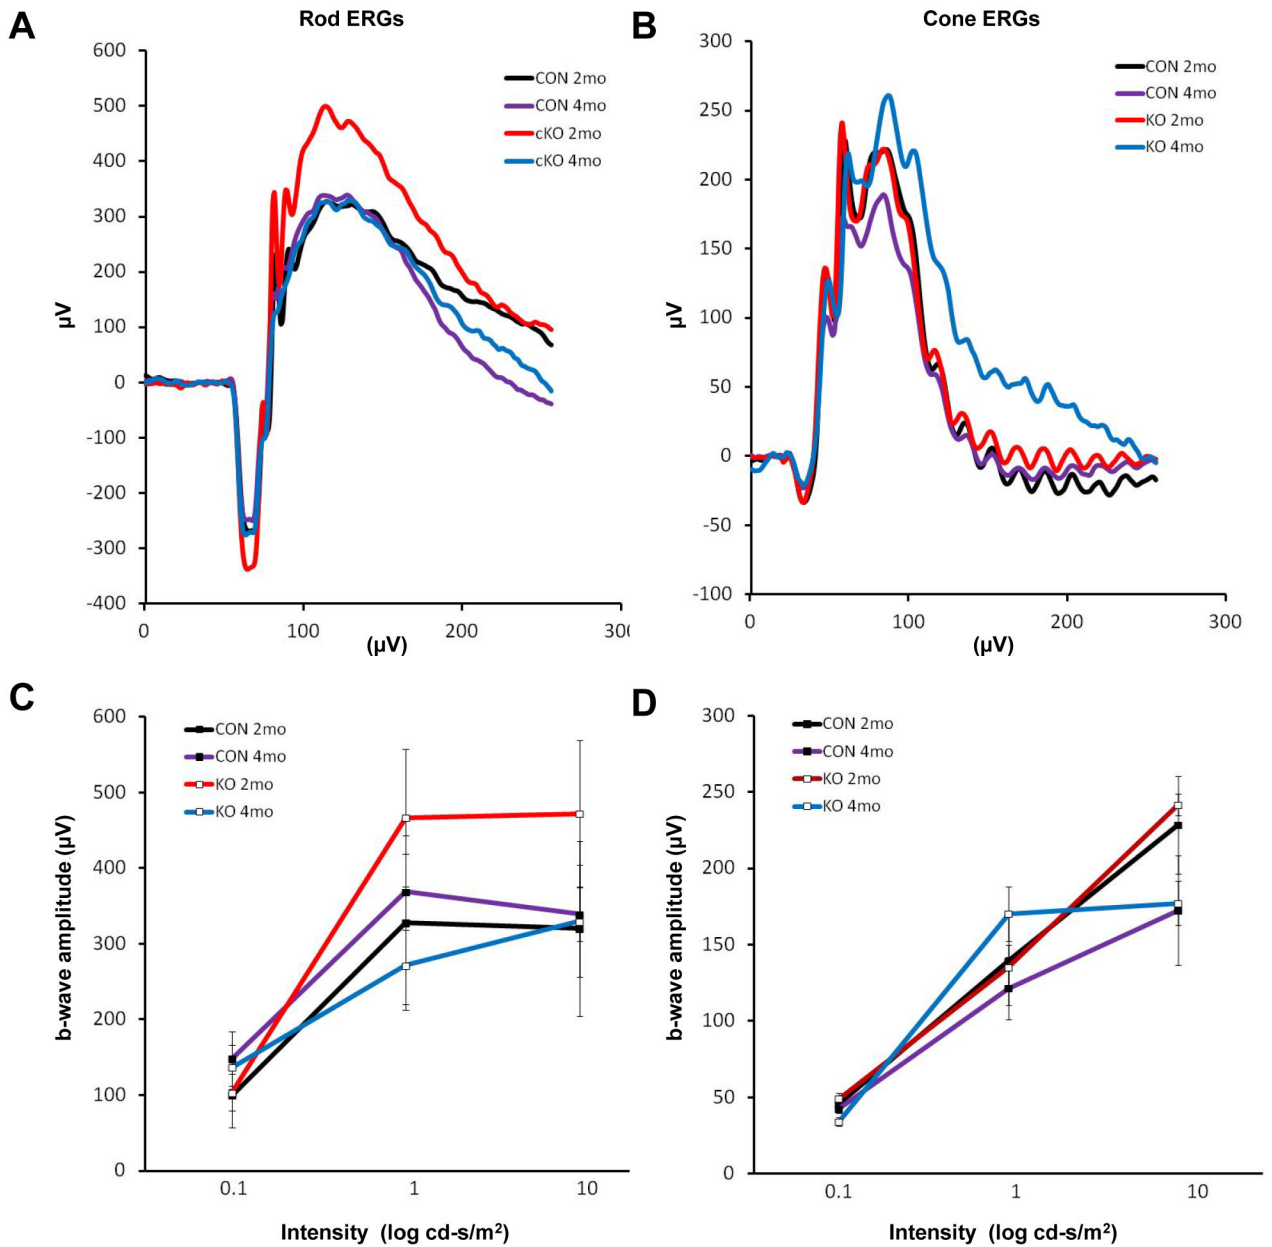 A
Rod ERGs
600
500
400
300
200
100
0
-100
-200
-300
-400
µV
CON 2mo
CON 4mo
cKO 2mo
cKO 4mo
0
100
200
300
(µV)
B
Cone ERGs
300
250
200
150
100
50
0
-50
-100
µV
CON 2mo
CON 4mo
KO 2mo
KO 4mo
0
100
200
300
(µV)
C
600
500
400
300
200
100
0
b-wave amplitude (µV)
CON 2mo
CON 4mo
KO 2mo
KO 4mo
0.1
1
10
Intensity (log cd-s/m²)
D
300
250
200
150
100
50
0
b-wave amplitude (µV)
CON 2mo
CON 4mo
KO 2mo
KO 4mo
0.1
1
10
Intensity (log cd-s/m²)